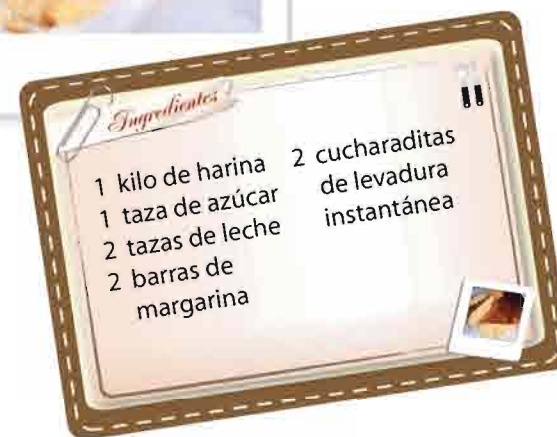 Ingredientes
1 kilo de harina
1 taza de azúcar
2 tazas de leche
2 barras de
margarina
2 cucharaditas
de levadura
instantánea